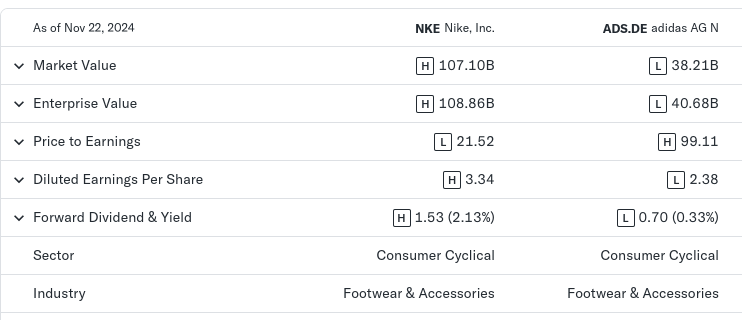 As of Nov 22, 2024 NKE Nike, Inc. ADS.DE adidas AG N
Market Value H 107.10B L 38.21B
Enterprise Value H 108.86B L 40.68B
Price to Earnings L 21.52 H 99.11
Diluted Earnings Per Share H 3.34 L 2.38
Forward Dividend & Yield H 1.53 (2.13%) L 0.70 (0.33%)
Sector Consumer Cyclical Consumer Cyclical
Industry Footwear & Accessories Footwear & Accessories